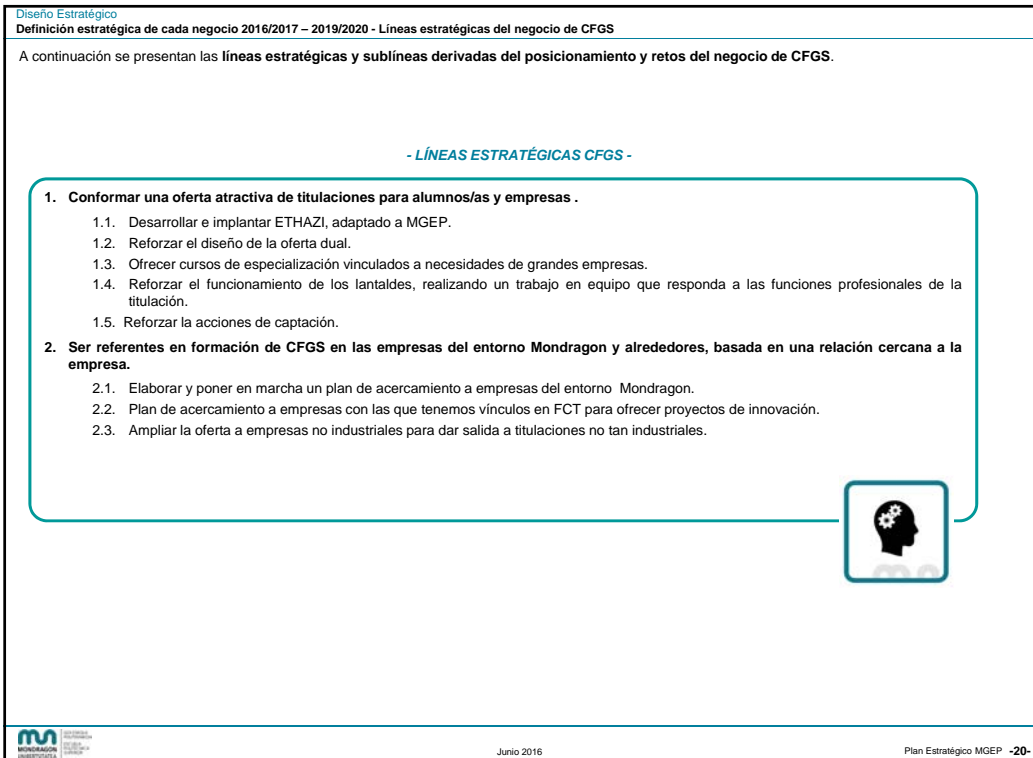 Diseño Estratégico
Definición estratégica de cada negocio 2016/2017 – 2019/2020 - Líneas estratégicas del negocio de CFGS
A continuación se presentan las líneas estratégicas y sublíneas derivadas del posicionamiento y retos del negocio de CFGS.
- LÍNEAS ESTRATÉGICAS CFGS -
1. Conformar una oferta atractiva de titulaciones para alumnos/as y empresas .
1.1. Desarrollar e implantar ETHAZI, adaptado a MGEP.
1.2. Reforzar el diseño de la oferta dual.
1.3. Ofrecer cursos de especialización vinculados a necesidades de grandes empresas.
1.4. Reforzar el funcionamiento de los lantaldes, realizando un trabajo en equipo que responda a las funciones profesionales de la
titulación.
1.5. Reforzar la acciones de captación.
2. Ser referentes en formación de CFGS en las empresas del entorno Mondragon y alrededores, basada en una relación cercana a la
empresa.
2.1. Elaborar y poner en marcha un plan de acercamiento a empresas del entorno Mondragon.
2.2. Plan de acercamiento a empresas con las que tenemos vínculos en FCT para ofrecer proyectos de innovación.
2.3. Ampliar la oferta a empresas no industriales para dar salida a titulaciones no tan industriales.
MONDRAGON
UNIBERTSITATEA
Junio 2016
Plan Estratégico MGEP -20-